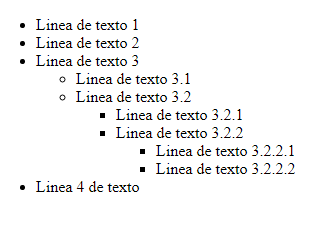 Linea de texto 1
Linea de texto 2
Linea de texto 3
Linea de texto 3.1
Linea de texto 3.2
Linea de texto 3.2.1
Linea de texto 3.2.2
Linea de texto 3.2.2.1
Linea de texto 3.2.2.2
Linea 4 de texto